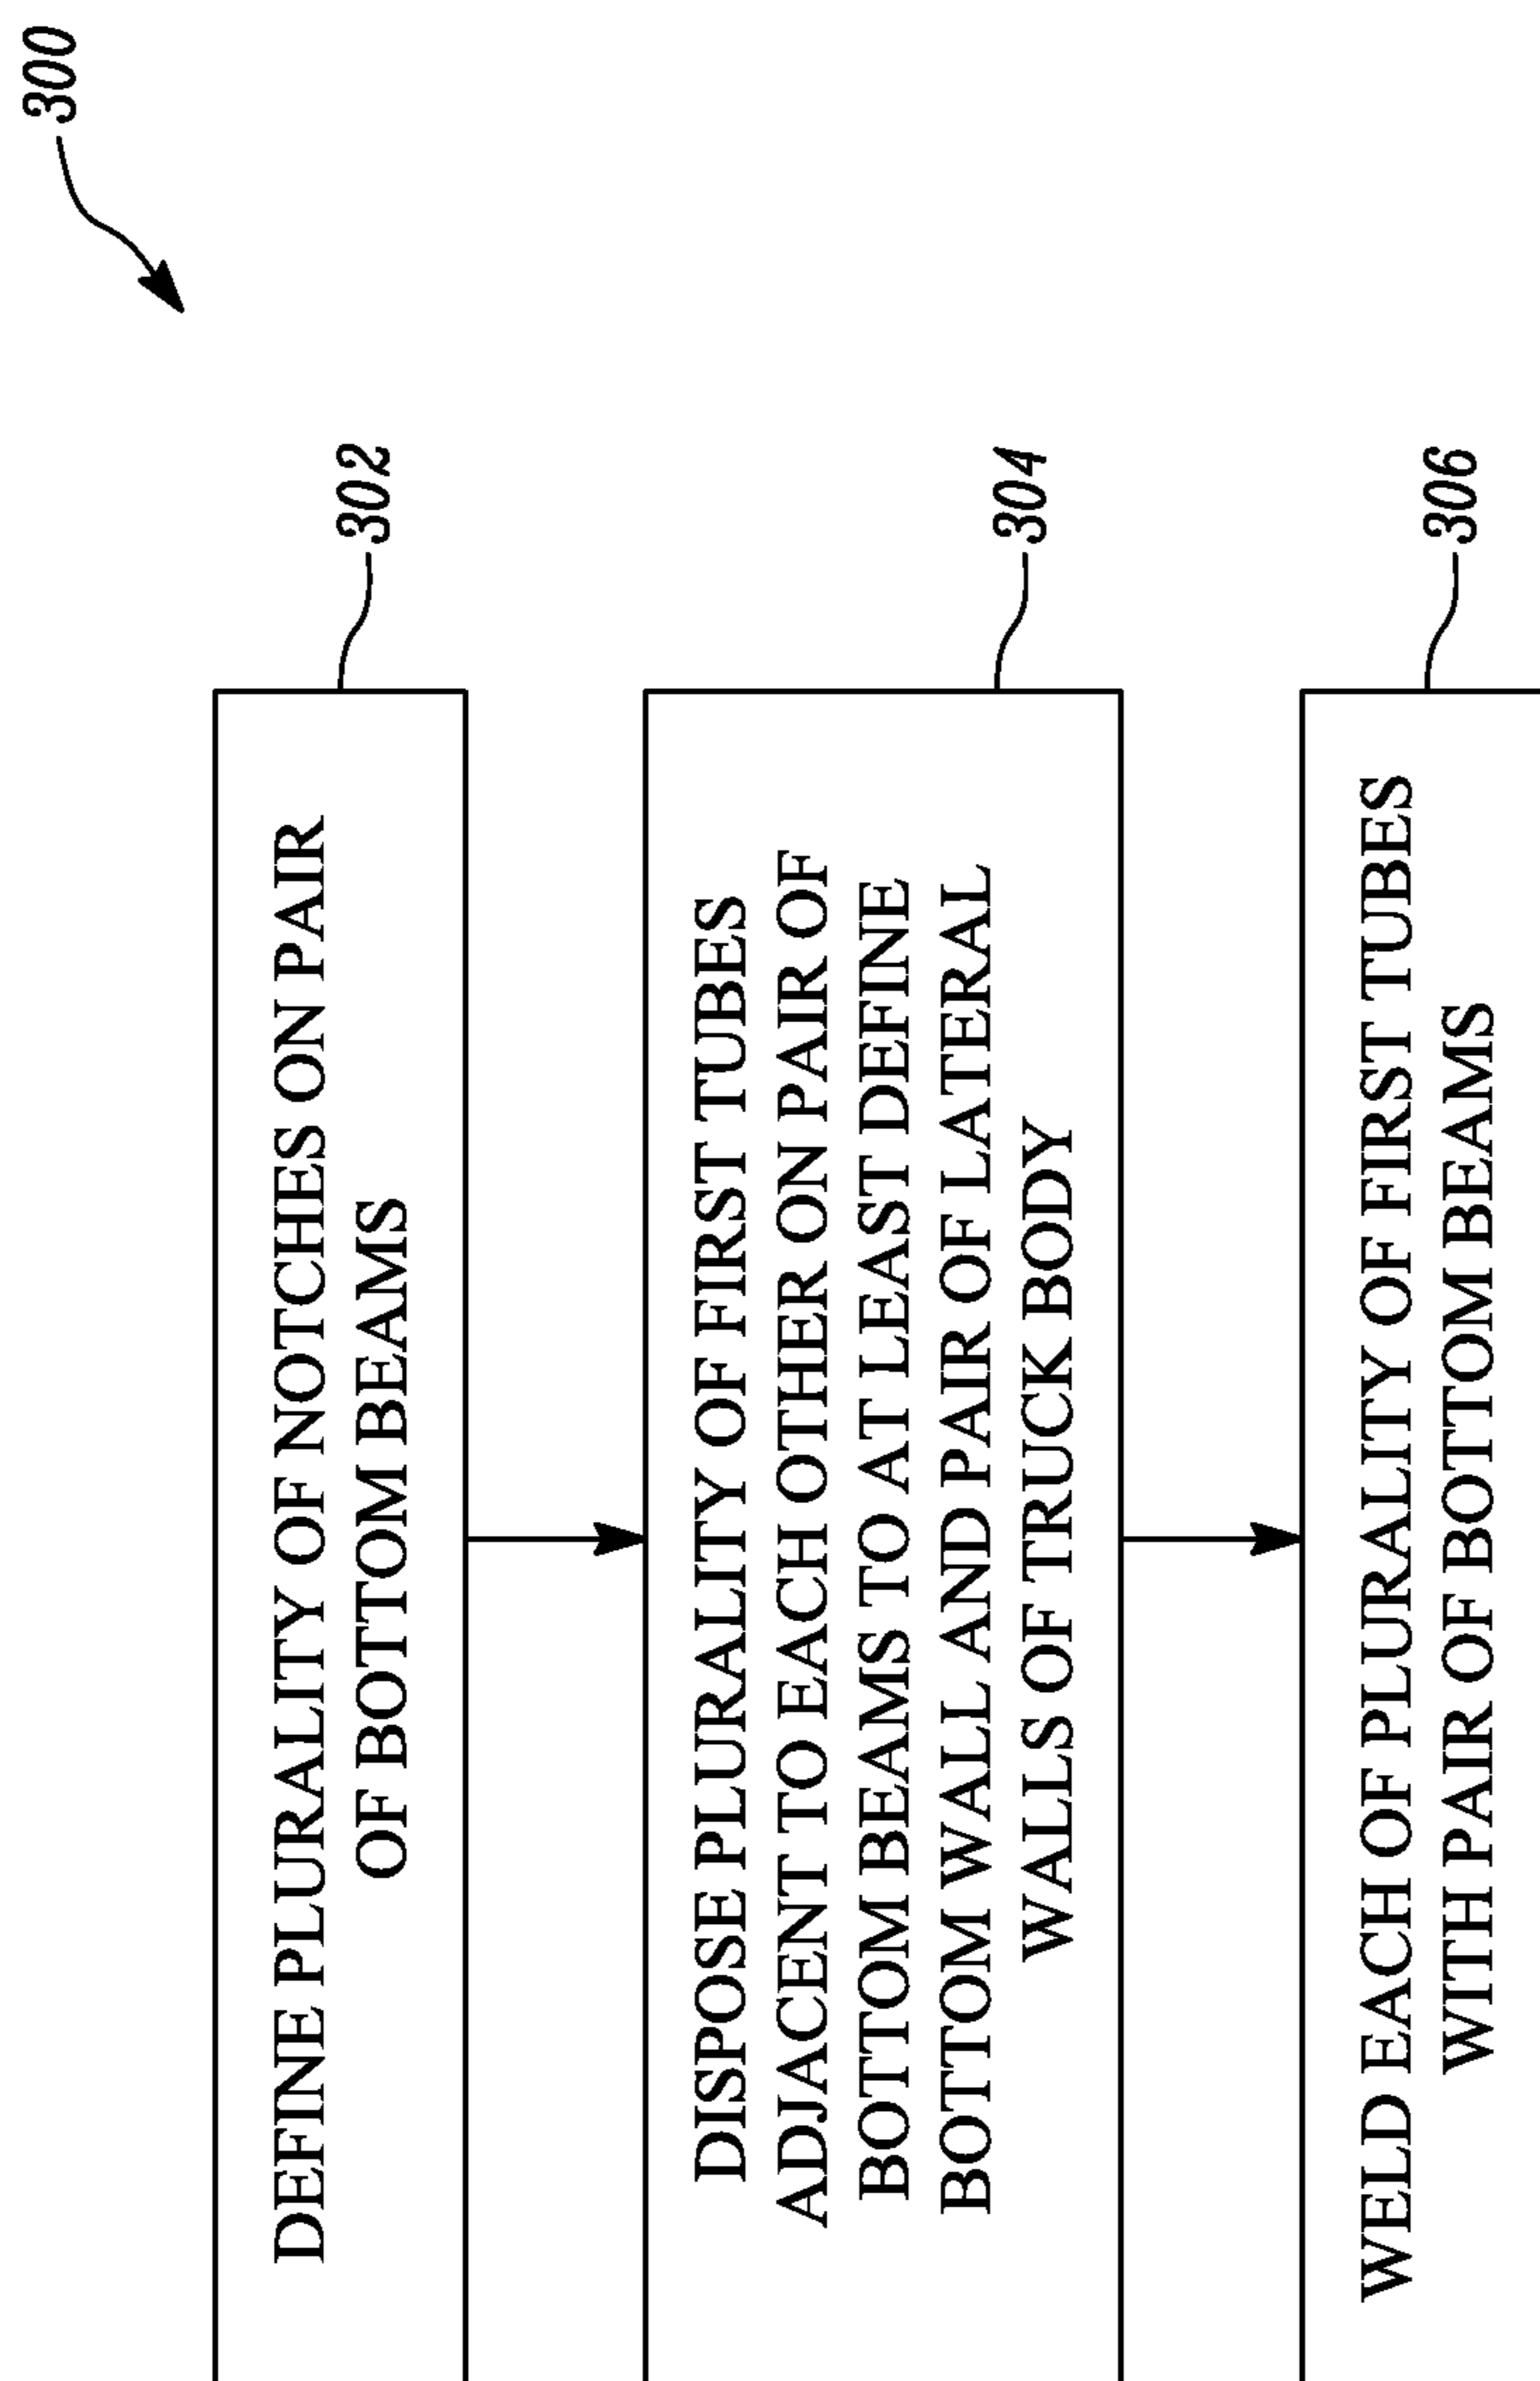 300
302
DEFINE PLURALITY OF NOTCHES ON PAIR
OF BOTTOM BEAMS
304
DISPOSE PLURALITY OF FIRST TUBES
ADJACENT TO EACH OTHER ON PAIR OF
BOTTOM BEAMS TO AT LEAST DEFINE
BOTTOM WALL AND PAIR OF LATERAL
WALLS OF TRUCK BODY
306
WELD EACH OF PLURALITY OF FIRST TUBES
WITH PAIR OF BOTTOM BEAMS